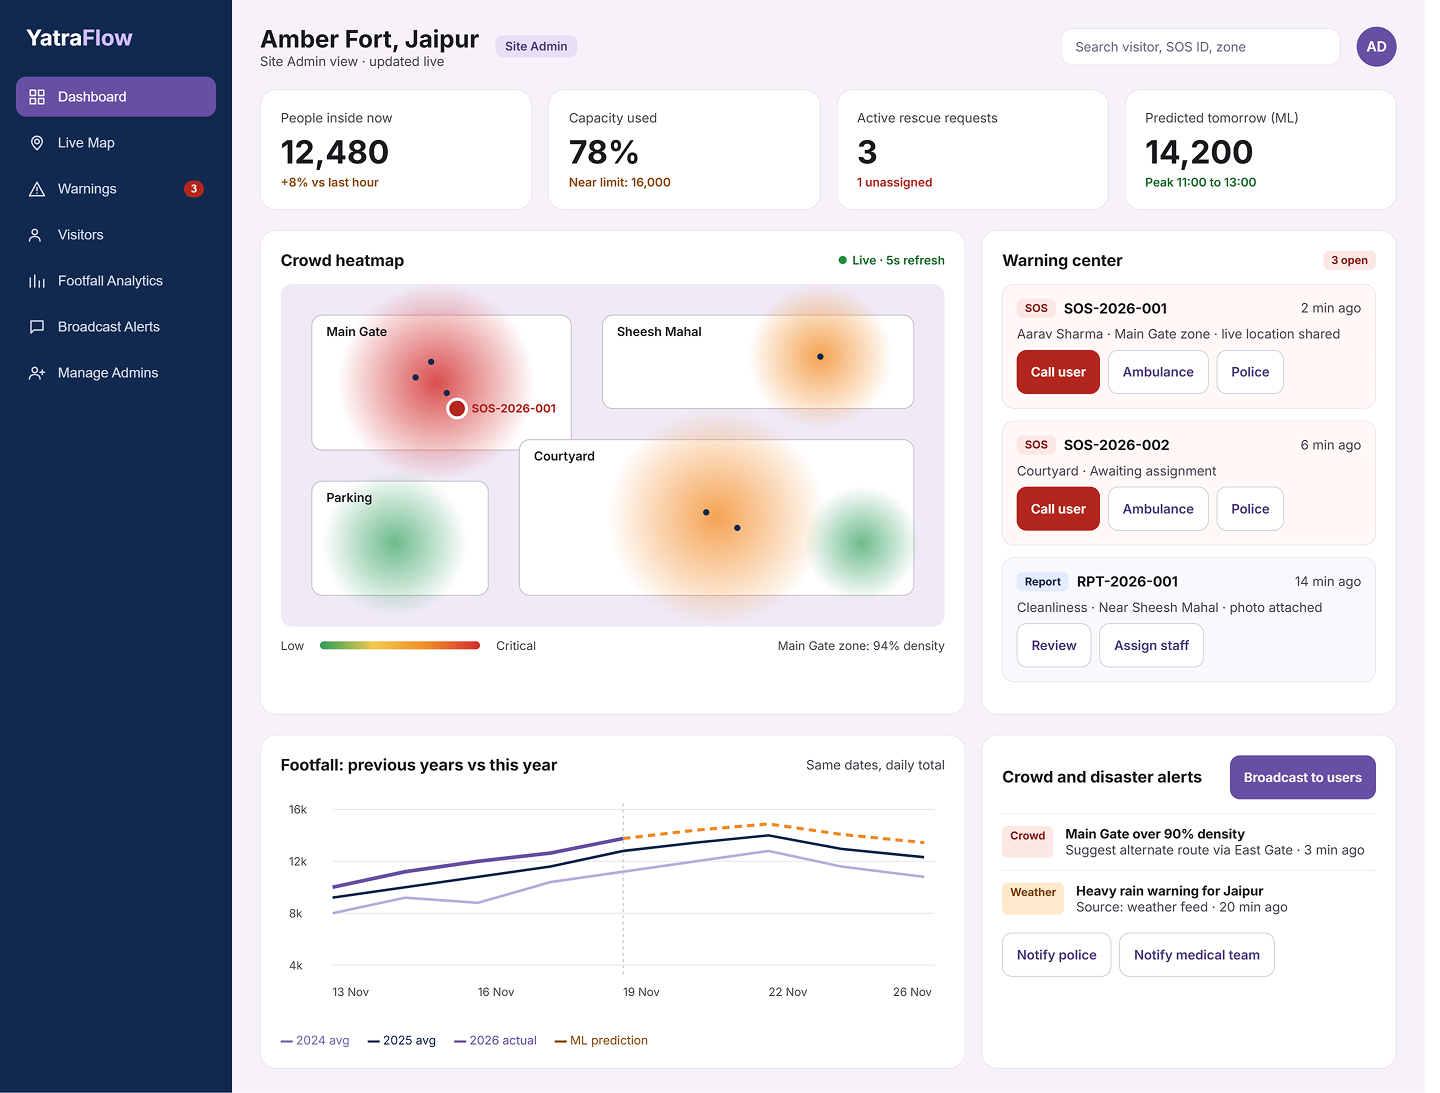 YatraFlow
Dashboard
Live Map
Warnings
3
Visitors
Footfall Analytics
Broadcast Alerts
Manage Admins
Amber Fort, Jaipur
Site Admin
Site Admin view · updated live
Search visitor, SOS ID, zone
AD
People inside now
12,480
+8% vs last hour
Capacity used
78%
Near limit: 16,000
Active rescue requests
3
1 unassigned
Predicted tomorrow (ML)
14,200
Peak 11:00 to 13:00
Crowd heatmap
Live · 5s refresh
Main Gate
SOS-2026-001
Sheesh Mahal
Courtyard
Parking
Low
Critical
Main Gate zone: 94% density
Warning center
3 open
SOS
SOS-2026-001
2 min ago
Aarav Sharma · Main Gate zone · live location shared
Call user
Ambulance
Police
SOS
SOS-2026-002
6 min ago
Courtyard · Awaiting assignment
Call user
Ambulance
Police
Report
RPT-2026-001
14 min ago
Cleanliness · Near Sheesh Mahal · photo attached
Review
Assign staff
Footfall: previous years vs this year
Same dates, daily total
16k
12k
8k
4k
13 Nov
16 Nov
19 Nov
22 Nov
26 Nov
2024 avg
2025 avg
2026 actual
ML prediction
Crowd and disaster alerts
Broadcast to users
Crowd
Main Gate over 90% density
Suggest alternate route via East Gate · 3 min ago
Weather
Heavy rain warning for Jaipur
Source: weather feed · 20 min ago
Notify police
Notify medical team